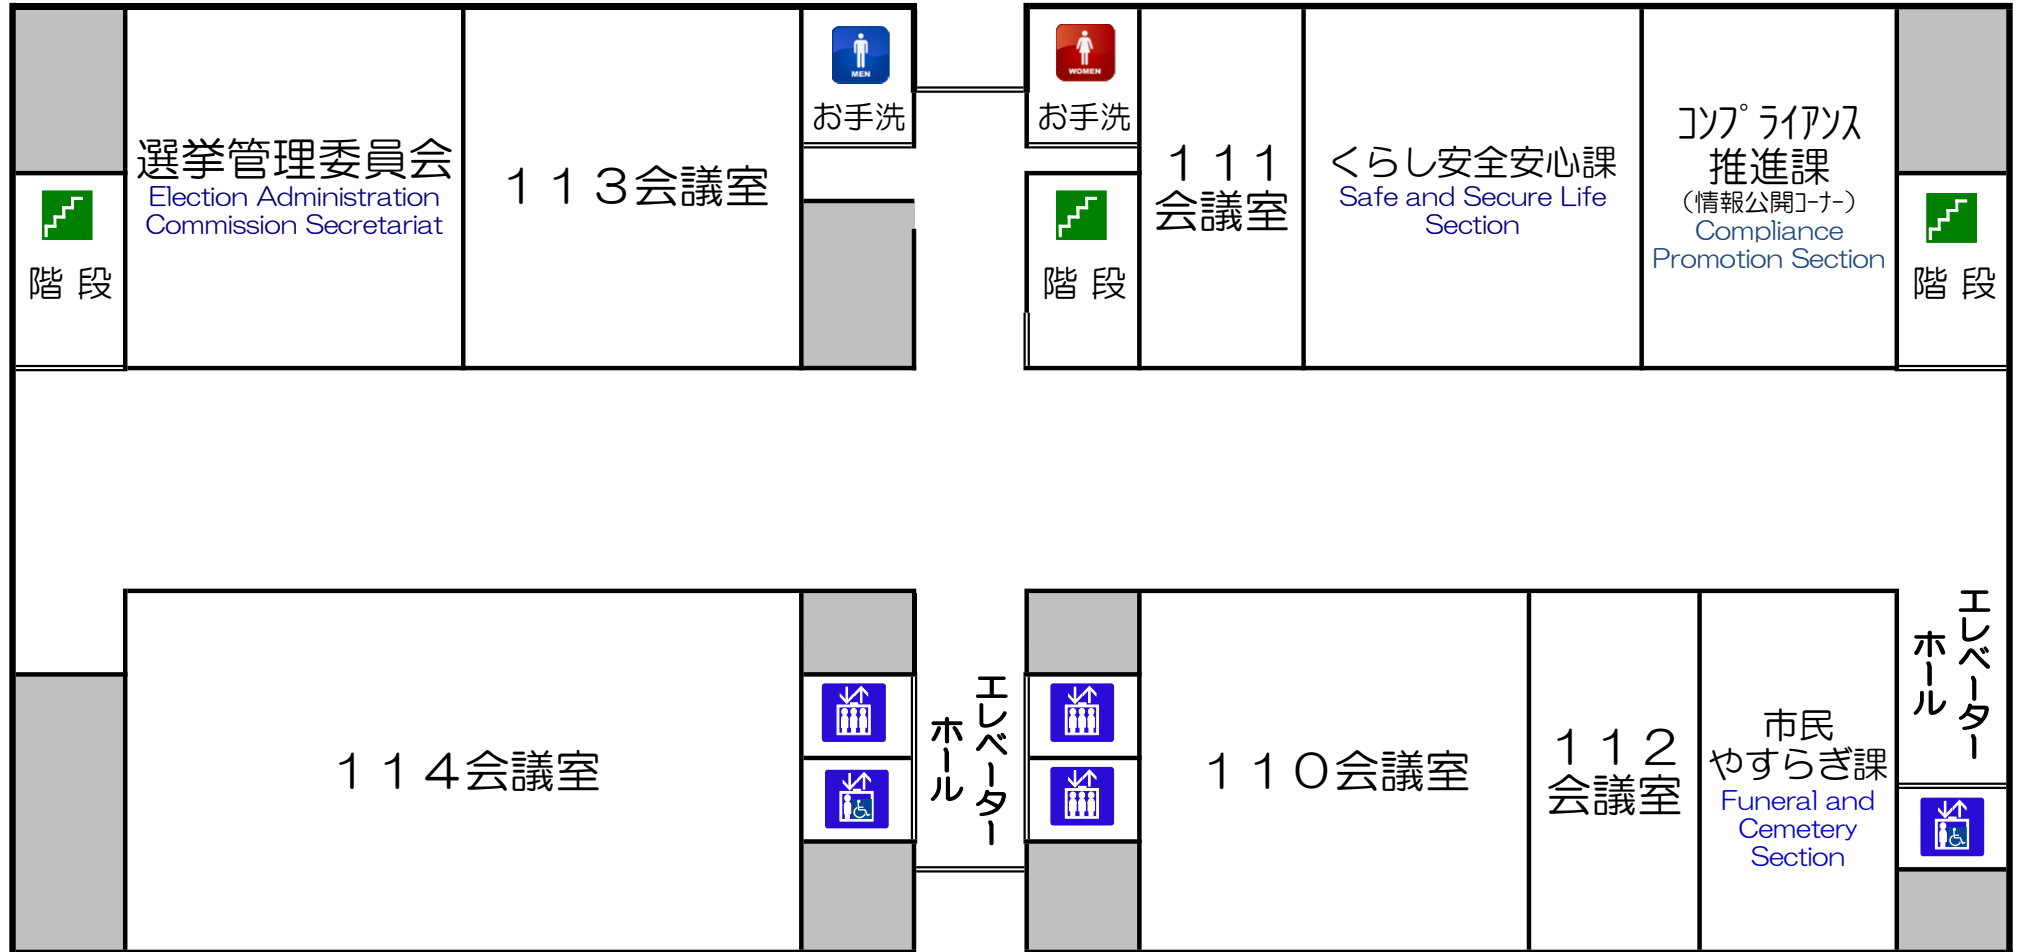 MEN
お手洗
WOMEN
お手洗
選挙管理委員会
Election Administration
Commission Secretariat
１１３会議室
１１１
会議室
くらし安全安心課
Safe and Secure Life
Section
ｺﾝﾌﾟﾗｲｱﾝｽ
推進課
（情報公開ｺｰﾅｰ）
Compliance
Promotion Section
階 段
階 段
階 段
１１４会議室
エレベーター
ホール
１１０会議室
１１２
会議室
市民
やすらぎ課
Funeral and
Cemetery
Section
エレベーター
ホール